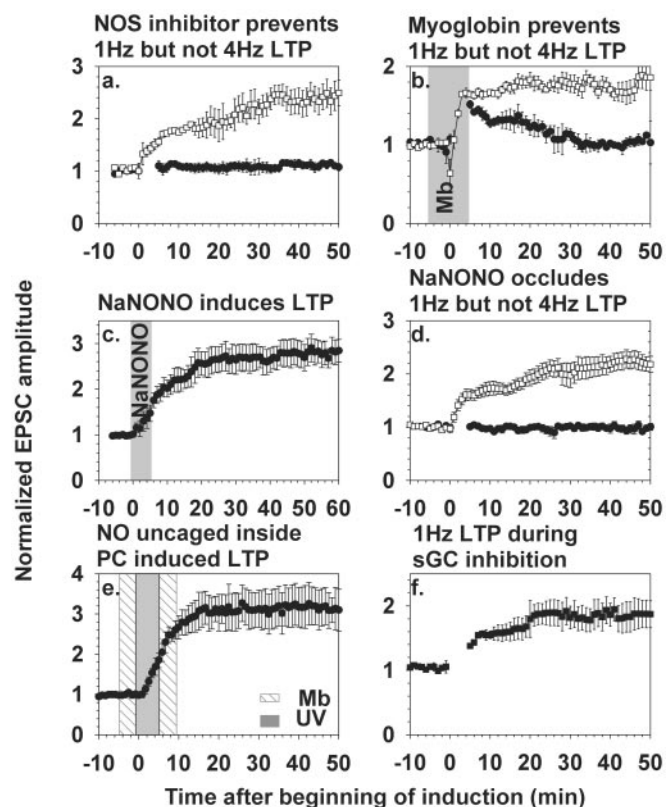 NOS inhibitor prevents
1Hz but not 4Hz LTP
a.
3
2
1
0
-10 0 10 20 30 40 50
Myoglobin prevents
1Hz but not 4Hz LTP
b.
Mb
2
1
0
-10 0 10 20 30 40 50
NaNONO induces LTP
c.
NaNONO
3
2
1
0
-10 0 10 20 30 40 50 60
NaNONO occludes
1Hz but not 4Hz LTP
d.
3
2
1
0
-10 0 10 20 30 40 50
NO uncaged inside
PC induced LTP
e.
Mb
UV
4
3
2
1
0
-10 0 10 20 30 40 50 60
1Hz LTP during
sGC inhibition
f.
2
1
0
-10 0 10 20 30 40 50
Normalized EPSC amplitude
Time after beginning of induction (min)